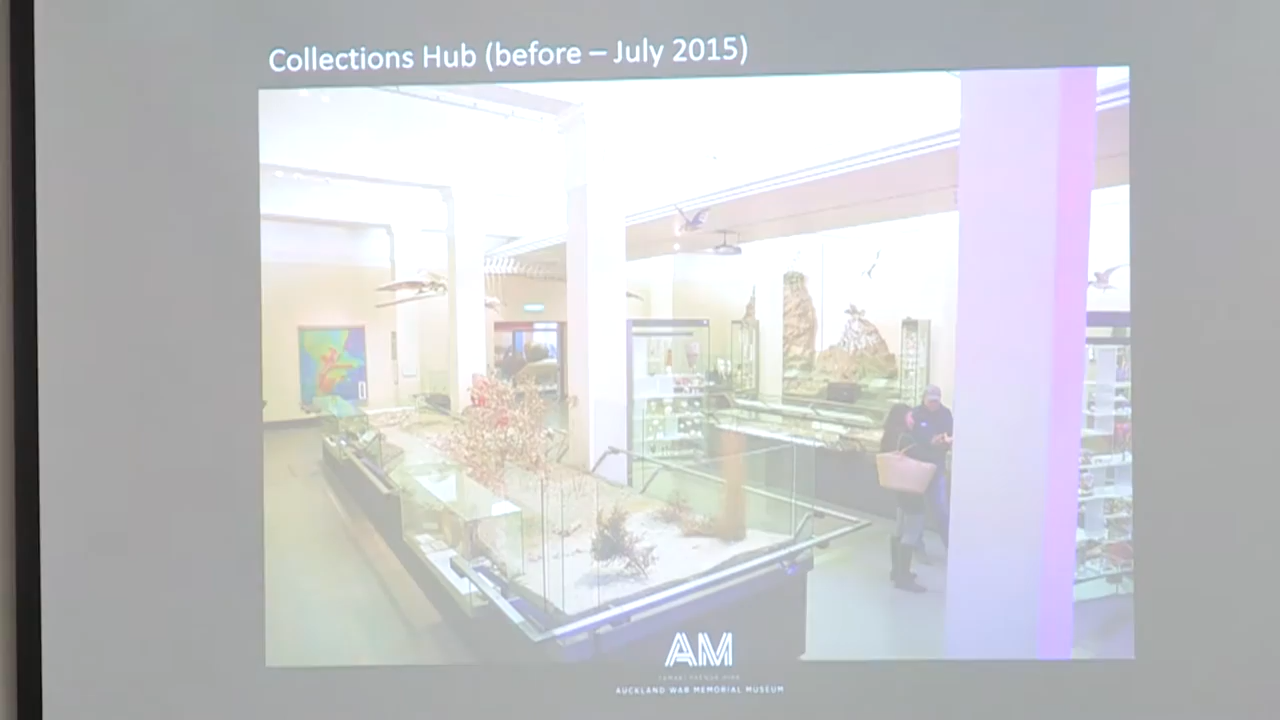 Collections Hub (before – July 2015)
AM
AUCKLAND WAR MEMORIAL MUSEUM